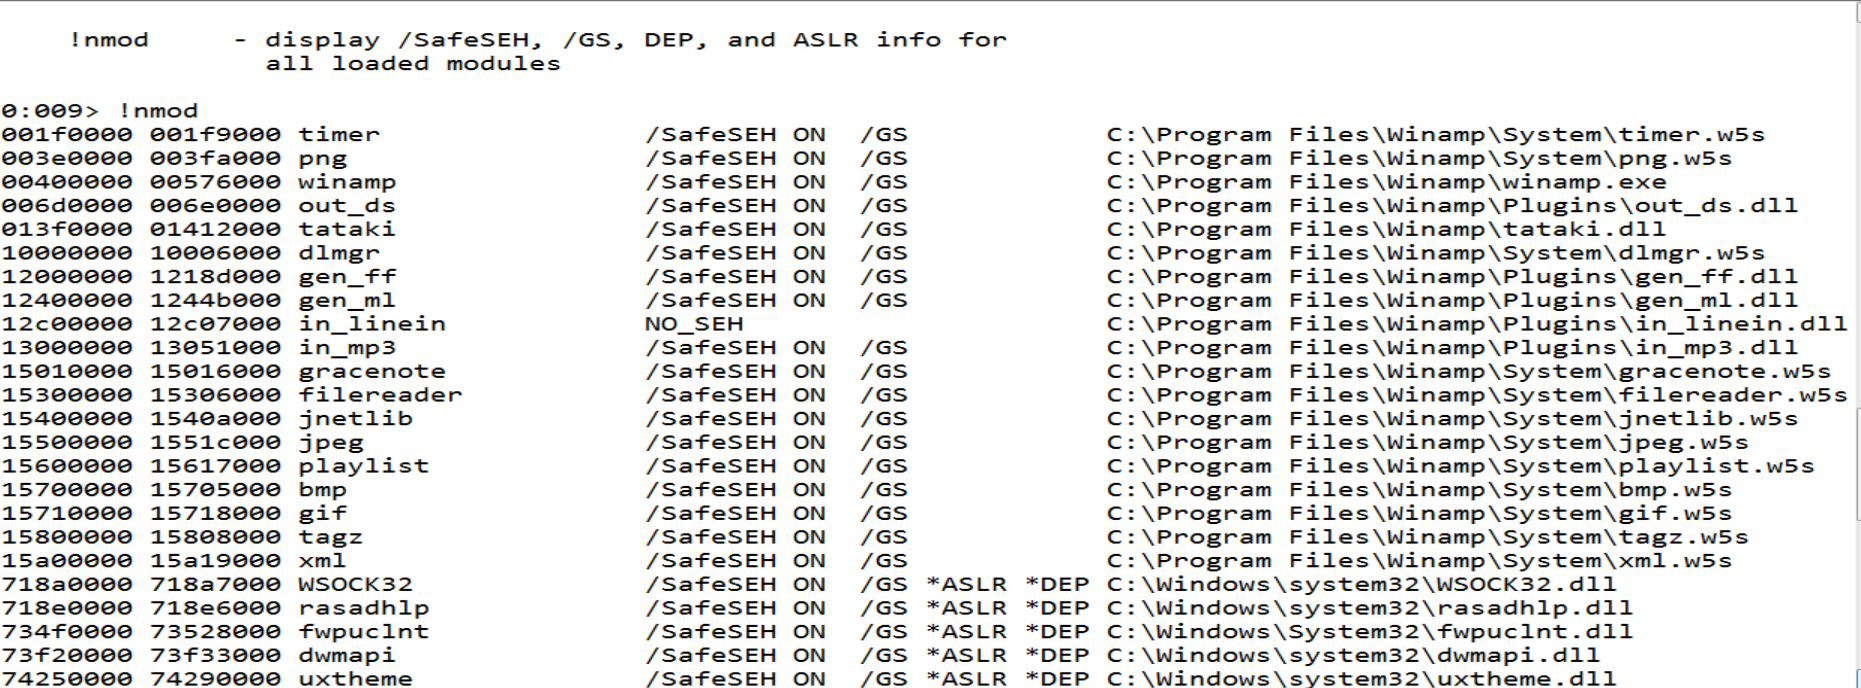 !nmod - display /SafeSEH, /GS, DEP, and ASLR info for
all loaded modules
0:009> !nmod
001f0000 001f9000 timer /SafeSEH ON /GS C:\Program Files\Winamp\System\timer.w5s
003e0000 003fa000 png /SafeSEH ON /GS C:\Program Files\Winamp\System\png.w5s
00400000 00576000 winamp /SafeSEH ON /GS C:\Program Files\Winamp\winamp.exe
006d0000 006e0000 out_ds /SafeSEH ON /GS C:\Program Files\Winamp\Plugins\out_ds.dll
013f0000 01412000 tataki /SafeSEH ON /GS C:\Program Files\Winamp\tataki.dll
10000000 10006000 dlmgr /SafeSEH ON /GS C:\Program Files\Winamp\System\dlmgr.w5s
12000000 1218d000 gen_ff /SafeSEH ON /GS C:\Program Files\Winamp\Plugins\gen_ff.dll
12400000 1244b000 gen_ml /SafeSEH ON /GS C:\Program Files\Winamp\Plugins\gen_ml.dll
12c00000 12c07000 in_linein NO_SEH C:\Program Files\Winamp\Plugins\in_linein.dll
13000000 13051000 in_mp3 /SafeSEH ON /GS C:\Program Files\Winamp\Plugins\in_mp3.dll
15010000 15016000 gracenote /SafeSEH ON /GS C:\Program Files\Winamp\System\gracenote.w5s
15300000 15306000 filereader /SafeSEH ON /GS C:\Program Files\Winamp\System\filereader.w5s
15400000 1540a000 jnetlib /SafeSEH ON /GS C:\Program Files\Winamp\System\jnetlib.w5s
15500000 1551c000 jpeg /SafeSEH ON /GS C:\Program Files\Winamp\System\jpeg.w5s
15600000 15617000 playlist /SafeSEH ON /GS C:\Program Files\Winamp\System\playlist.w5s
15700000 15705000 bmp /SafeSEH ON /GS C:\Program Files\Winamp\System\bmp.w5s
15710000 15718000 gif /SafeSEH ON /GS C:\Program Files\Winamp\System\gif.w5s
15800000 15808000 tagz /SafeSEH ON /GS C:\Program Files\Winamp\System\tagz.w5s
15a00000 15a19000 xml /SafeSEH ON /GS C:\Program Files\Winamp\System\xml.w5s
718a0000 718a7000 WSOCK32 /SafeSEH ON /GS *ASLR *DEP C:\Windows\system32\WSOCK32.dll
718e0000 718e6000 rasadhlp /SafeSEH ON /GS *ASLR *DEP C:\Windows\system32\rasadhlp.dll
734f0000 73528000 fwpuclnt /SafeSEH ON /GS *ASLR *DEP C:\Windows\System32\fwpuclnt.dll
73f20000 73f33000 dwmapi /SafeSEH ON /GS *ASLR *DEP C:\Windows\system32\dwmapi.dll
74250000 74290000 uxtheme /SafeSEH ON /GS *ASLR *DEP C:\Windows\system32\uxtheme.dll